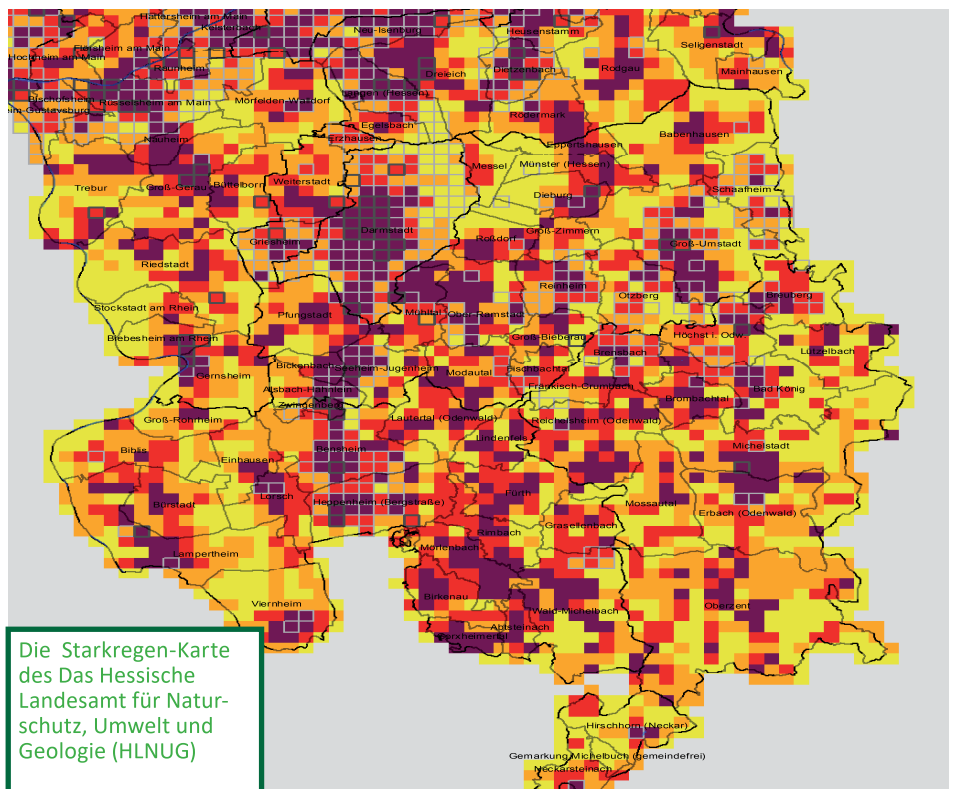 Hattersheim am Main
Kelsterbach
Neu-Isenburg
Heusenstamm
Seligenstadt
Flörsheim am Main
Hochheim am Main
Raunheim
Dreieich
Dietzenbach
Rodgau
Mainhausen
Bischofsheim
Rüsselsheim am Main
Mörfelden-Walldorf
Langen (Hessen)
eim-Gustavsburg
Egelsbach
Rödermark
Nauheim
Erzhausen
Eppertshausen
Babenhausen
Messel
Münster (Hessen)
Trebur
Groß-Gerau
Büttelborn
Weiterstadt
Dieburg
Schaafheim
Griesheim
Darmstadt
Roßdorf
Groß-Zimmern
Groß-Umstadt
Riedstadt
Reinheim
Otzberg
Breuberg
Stockstadt am Rhein
Pfungstadt
Mühltal
Ober-Ramstadt
Biebesheim am Rhein
Groß-Bieberau
Höchst i. Odw.
Brensbach
Lützelbach
Bickenbach
Seeheim-Jugenheim
Modautal
Fischbachtal
Gernsheim
Alsbach-Hähnlein
Fränkisch-Crumbach
Bad König
Zwingenberg
Brombachtal
Groß-Rohrheim
Lautertal (Odenwald)
Reichelsheim (Odenwald)
Lindenfels
Michelstadt
Biblis
Bensheim
Einhausen
Lorsch
Fürth
Bürstadt
Heppenheim (Bergstraße)
Mossautal
Erbach (Odenwald)
Grasellenbach
Rimbach
Lampertheim
Mörlenbach
Birkenau
Viernheim
Wald-Michelbach
Oberzent
Abtsteinach
Gorxheimertal
Hirschhorn (Neckar)
Gemarkung Michelbuch (gemeindefrei)
Neckarsteinach
Die Starkregen-Karte
des Das Hessische
Landesamt für Natur-
schutz, Umwelt und
Geologie (HLNUG)